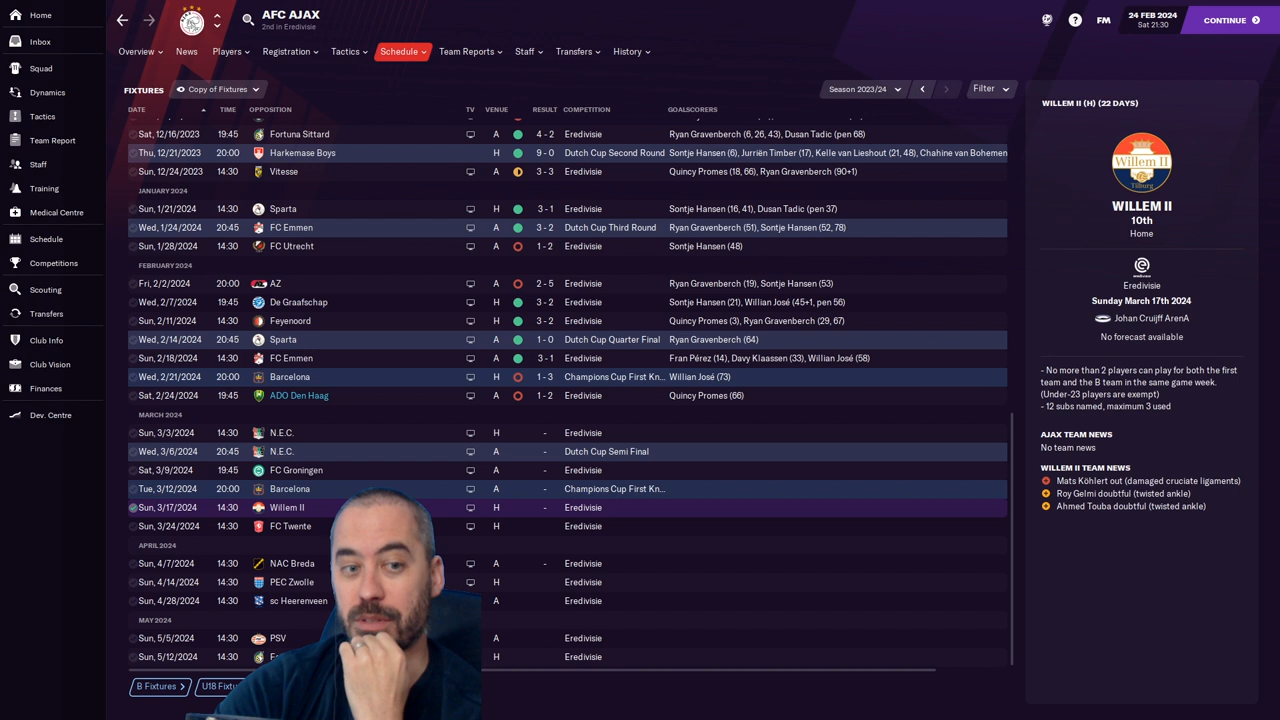 Home
Inbox
Squad
Dynamics
Tactics
Team Report
Staff
Training
Medical Centre
Schedule
Competitions
Scouting
Transfers
Club Info
Club Vision
Finances
Dev. Centre
AFC AJAX
2nd in Eredivisie
FM
24 FEB 2024
Sat 21:30
CONTINUE
Overview News Players Registration Tactics Schedule Team Reports Staff Transfers History
FIXTURES Copy of Fixtures Season 2023/24 Filter
DATE TIME OPPOSITION TV VENUE RESULT COMPETITION GOALSCORERS
Sat, 12/16/2023 19:45 Fortuna Sittard A 4 - 2 Eredivisie Ryan Gravenberch (6, 26, 43), Dusan Tadic (pen 68)
Thu, 12/21/2023 20:00 Harkemase Boys H 9 - 0 Dutch Cup Second Round Sontje Hansen (6), Jurriën Timber (17), Kelle van Lieshout (21, 48), Chahine van Bohemen
Sun, 12/24/2023 14:30 Vitesse A 3 - 3 Eredivisie Quincy Promes (18, 66), Ryan Gravenberch (90+1)
JANUARY 2024
Sun, 1/21/2024 14:30 Sparta H 3 - 1 Eredivisie Sontje Hansen (16, 41), Dusan Tadic (pen 37)
Wed, 1/24/2024 20:45 FC Emmen A 3 - 2 Dutch Cup Third Round Ryan Gravenberch (51), Sontje Hansen (52, 78)
Sun, 1/28/2024 14:30 FC Utrecht A 1 - 2 Eredivisie Sontje Hansen (48)
FEBRUARY 2024
Fri, 2/2/2024 20:00 AZ A 2 - 5 Eredivisie Ryan Gravenberch (19), Sontje Hansen (53)
Wed, 2/7/2024 19:45 De Graafschap H 3 - 2 Eredivisie Sontje Hansen (21), Willian José (45+1, pen 56)
Sun, 2/11/2024 14:30 Feyenoord H 3 - 2 Eredivisie Quincy Promes (3), Ryan Gravenberch (29, 67)
Wed, 2/14/2024 20:45 Sparta A 1 - 0 Dutch Cup Quarter Final Ryan Gravenberch (64)
Sun, 2/18/2024 14:30 FC Emmen A 3 - 1 Eredivisie Fran Pérez (14), Davy Klaassen (33), Willian José (58)
Wed, 2/21/2024 20:00 Barcelona H 1 - 3 Champions Cup First Kn... Willian José (73)
Sat, 2/24/2024 19:45 ADO Den Haag A 1 - 2 Eredivisie Quincy Promes (66)
MARCH 2024
Sun, 3/3/2024 14:30 N.E.C. H - Eredivisie
Wed, 3/6/2024 20:45 N.E.C. A - Dutch Cup Semi Final
Sat, 3/9/2024 19:45 FC Groningen A - Eredivisie
Tue, 3/12/2024 20:00 Barcelona A - Champions Cup First Kn...
Sun, 3/17/2024 14:30 Willem II H - Eredivisie
Sun, 3/24/2024 14:30 FC Twente H - Eredivisie
APRIL 2024
Sun, 4/7/2024 14:30 NAC Breda A - Eredivisie
Sun, 4/14/2024 14:30 PEC Zwolle H Eredivisie
Sun, 4/28/2024 14:30 sc Heerenveen A Eredivisie
MAY 2024
Sun, 5/5/2024 14:30 PSV A Eredivisie
Sun, 5/12/2024 14:30 H Eredivisie
B Fixtures
WILLEM II (H) (22 DAYS)
Willem II
Tilburg
WILLEM II
10th
Home
Eredivisie
Sunday March 17th 2024
Johan Cruijff ArenA
No forecast available
- No more than 2 players can play for both the first
team and the B team in the same game week.
(Under-23 players are exempt)
- 12 subs named, maximum 3 used
AJAX TEAM NEWS
No team news
WILLEM II TEAM NEWS
Mats Köhlert out (damaged cruciate ligaments)
Roy Gelmi doubtful (twisted ankle)
Ahmed Touba doubtful (twisted ankle)